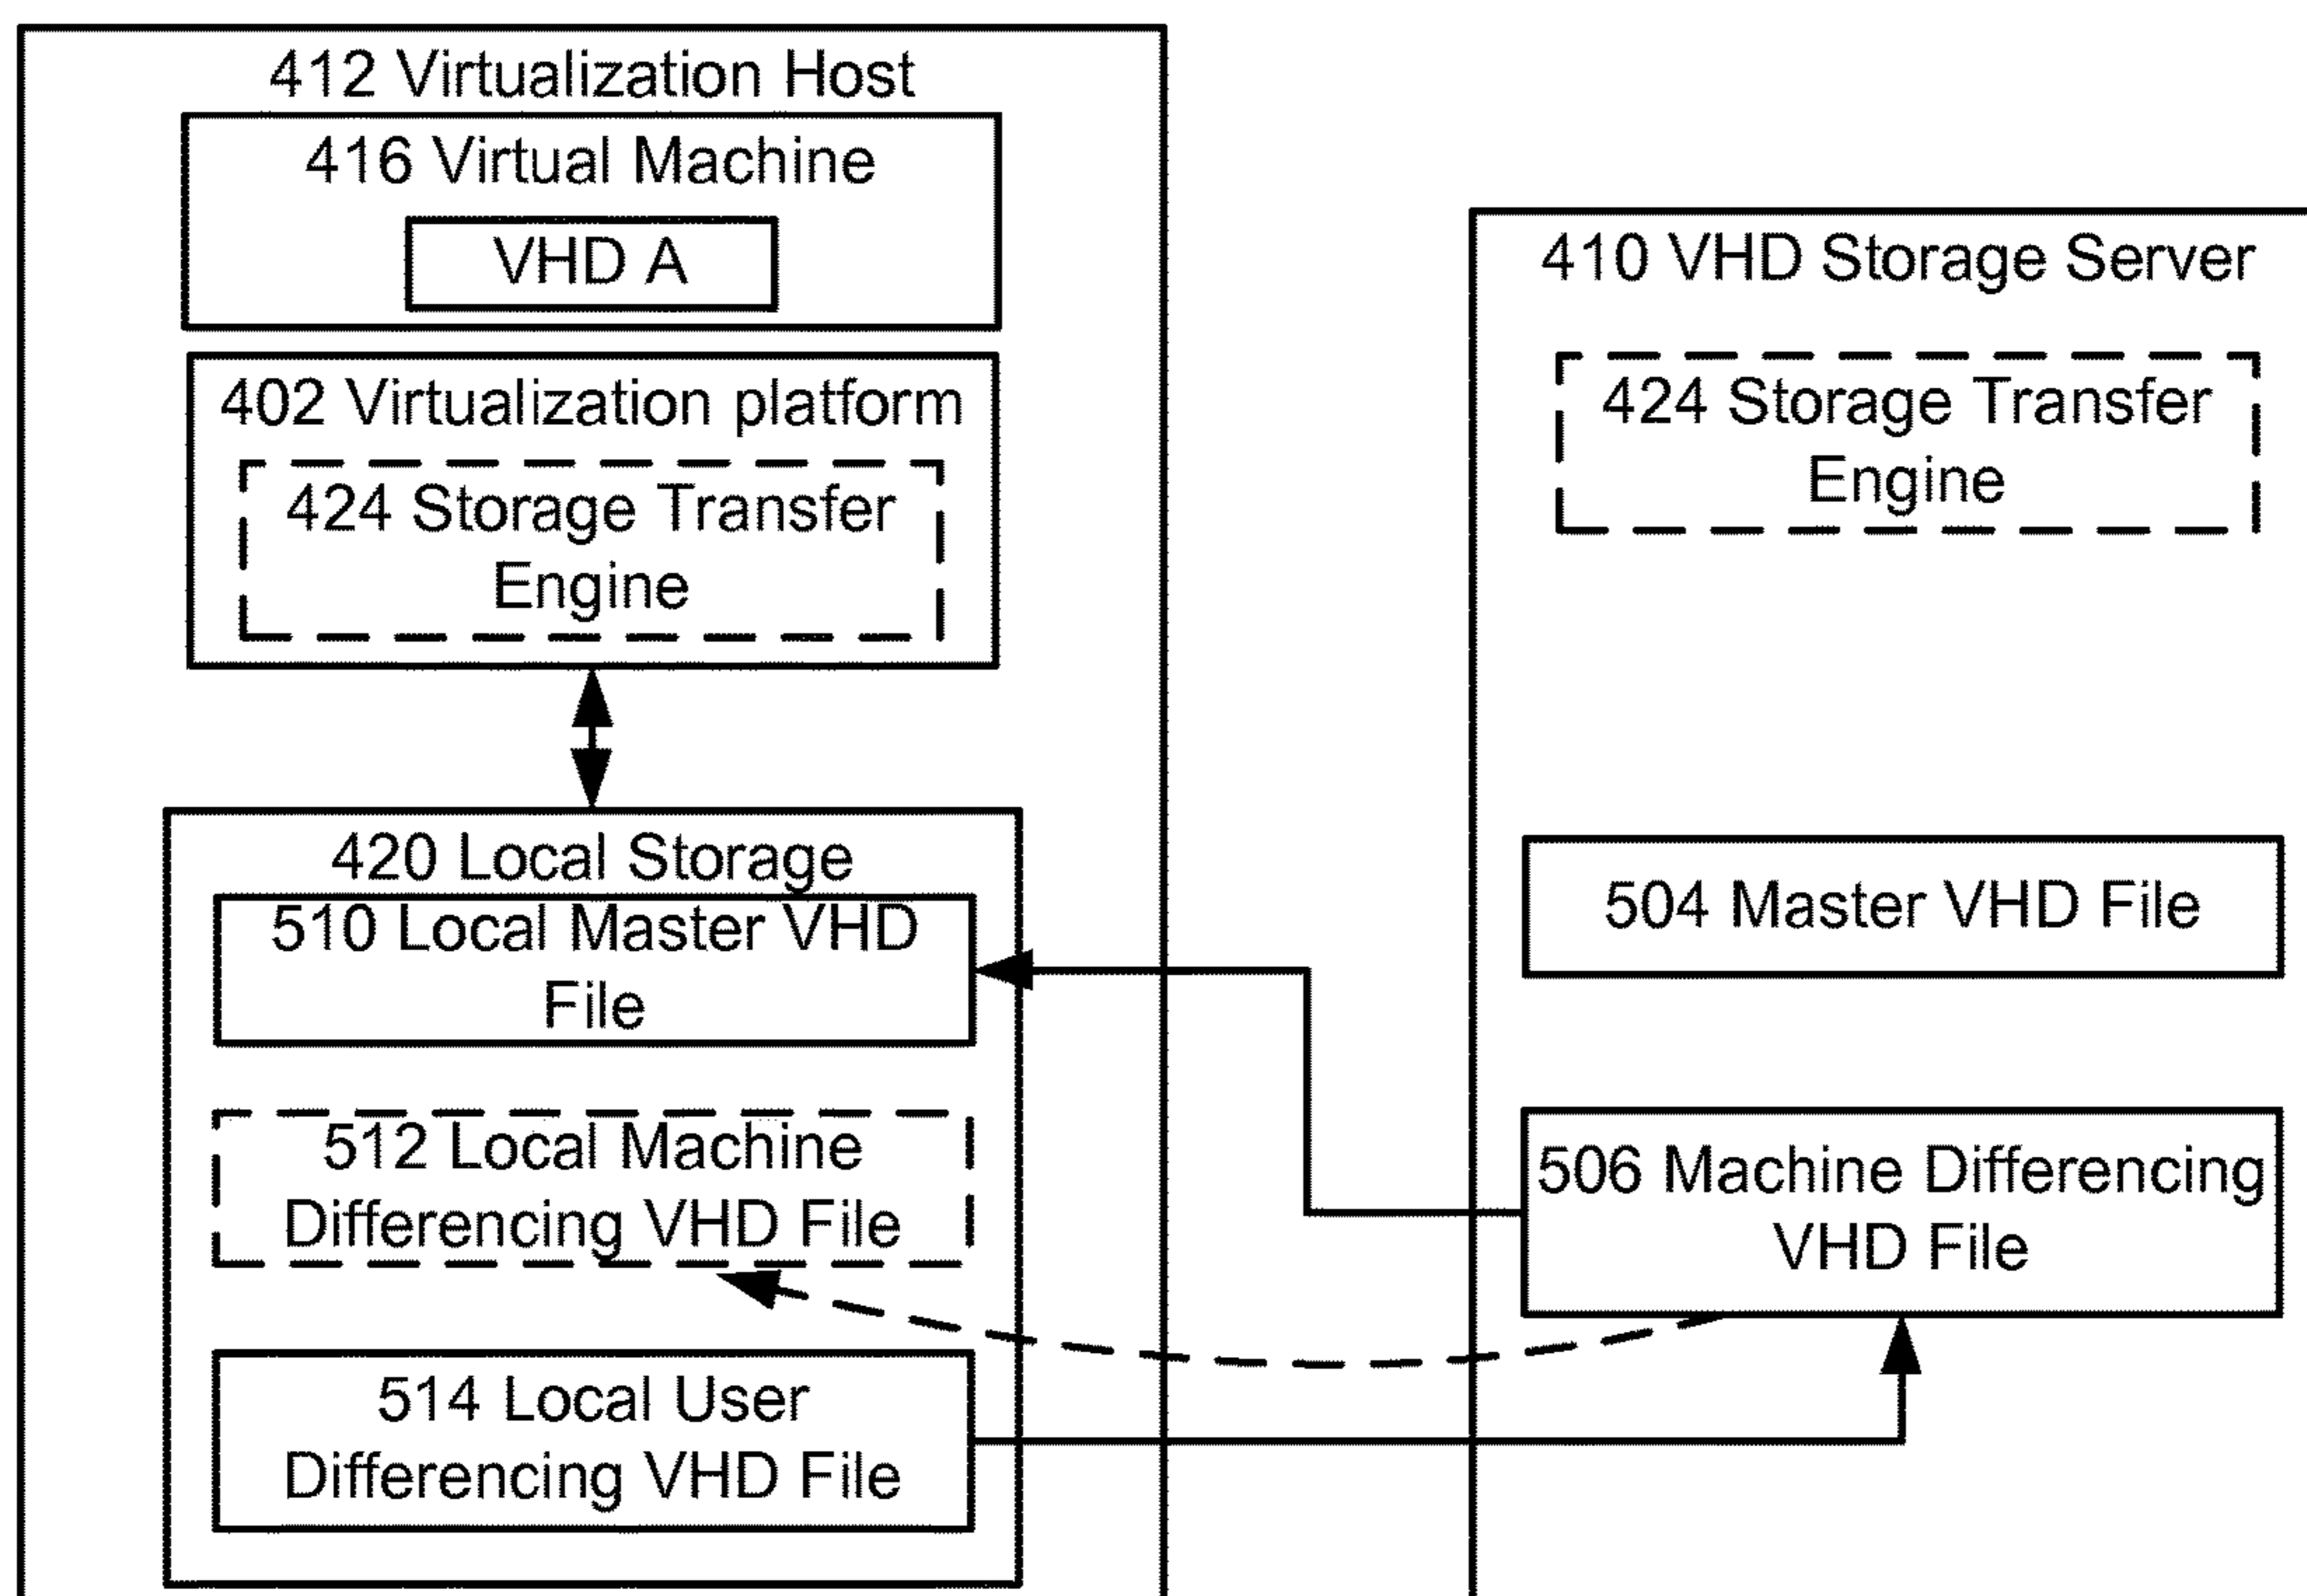 412 Virtualization Host
416 Virtual Machine
VHD A
402 Virtualization platform
424 Storage Transfer
Engine
420 Local Storage
510 Local Master VHD
File
512 Local Machine
Differencing VHD File
514 Local User
Differencing VHD File
410 VHD Storage Server
424 Storage Transfer
Engine
504 Master VHD File
506 Machine Differencing
VHD File